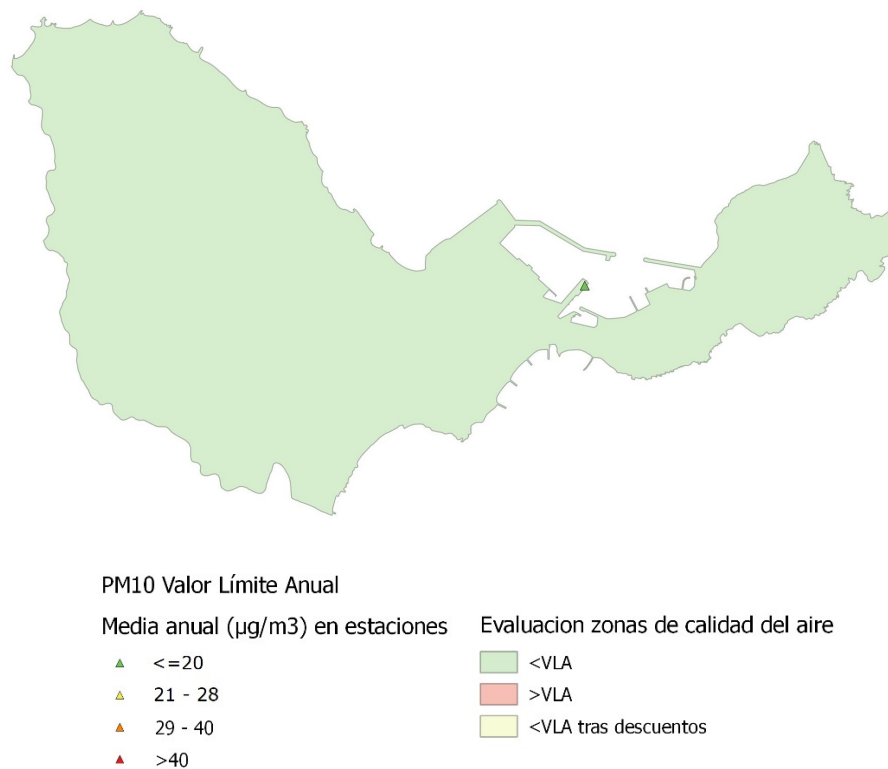 PM10 Valor Límite Anual
Media anual (µg/m3) en estaciones
<=20
21 - 28
29 - 40
>40
Evaluacion zonas de calidad del aire
<VLA
>VLA
<VLA tras descuentos